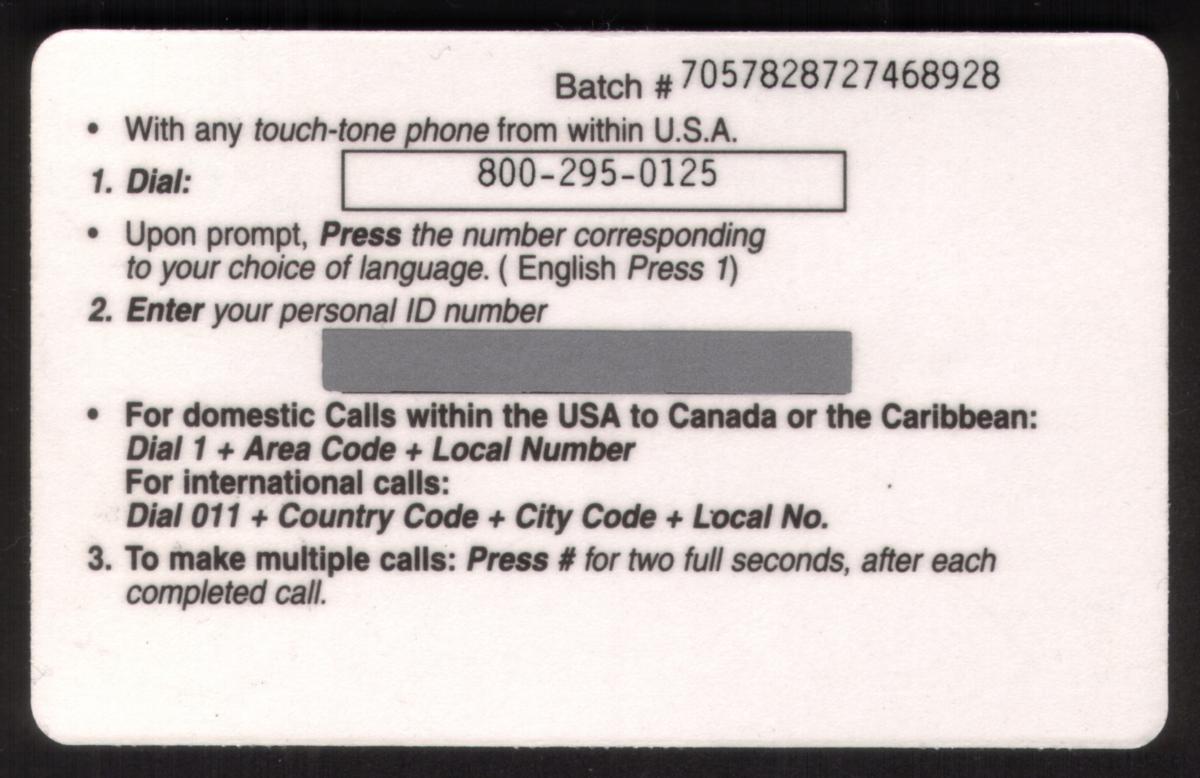 Batch # 7057828727468928
• With any touch-tone phone from within U.S.A.
1. Dial: 800-295-0125
• Upon prompt, Press the number corresponding
to your choice of language. ( English Press 1)
2. Enter your personal ID number
• For domestic Calls within the USA to Canada or the Caribbean:
Dial 1 + Area Code + Local Number
For international calls:
Dial 011 + Country Code + City Code + Local No.
3. To make multiple calls: Press # for two full seconds, after each
completed call.